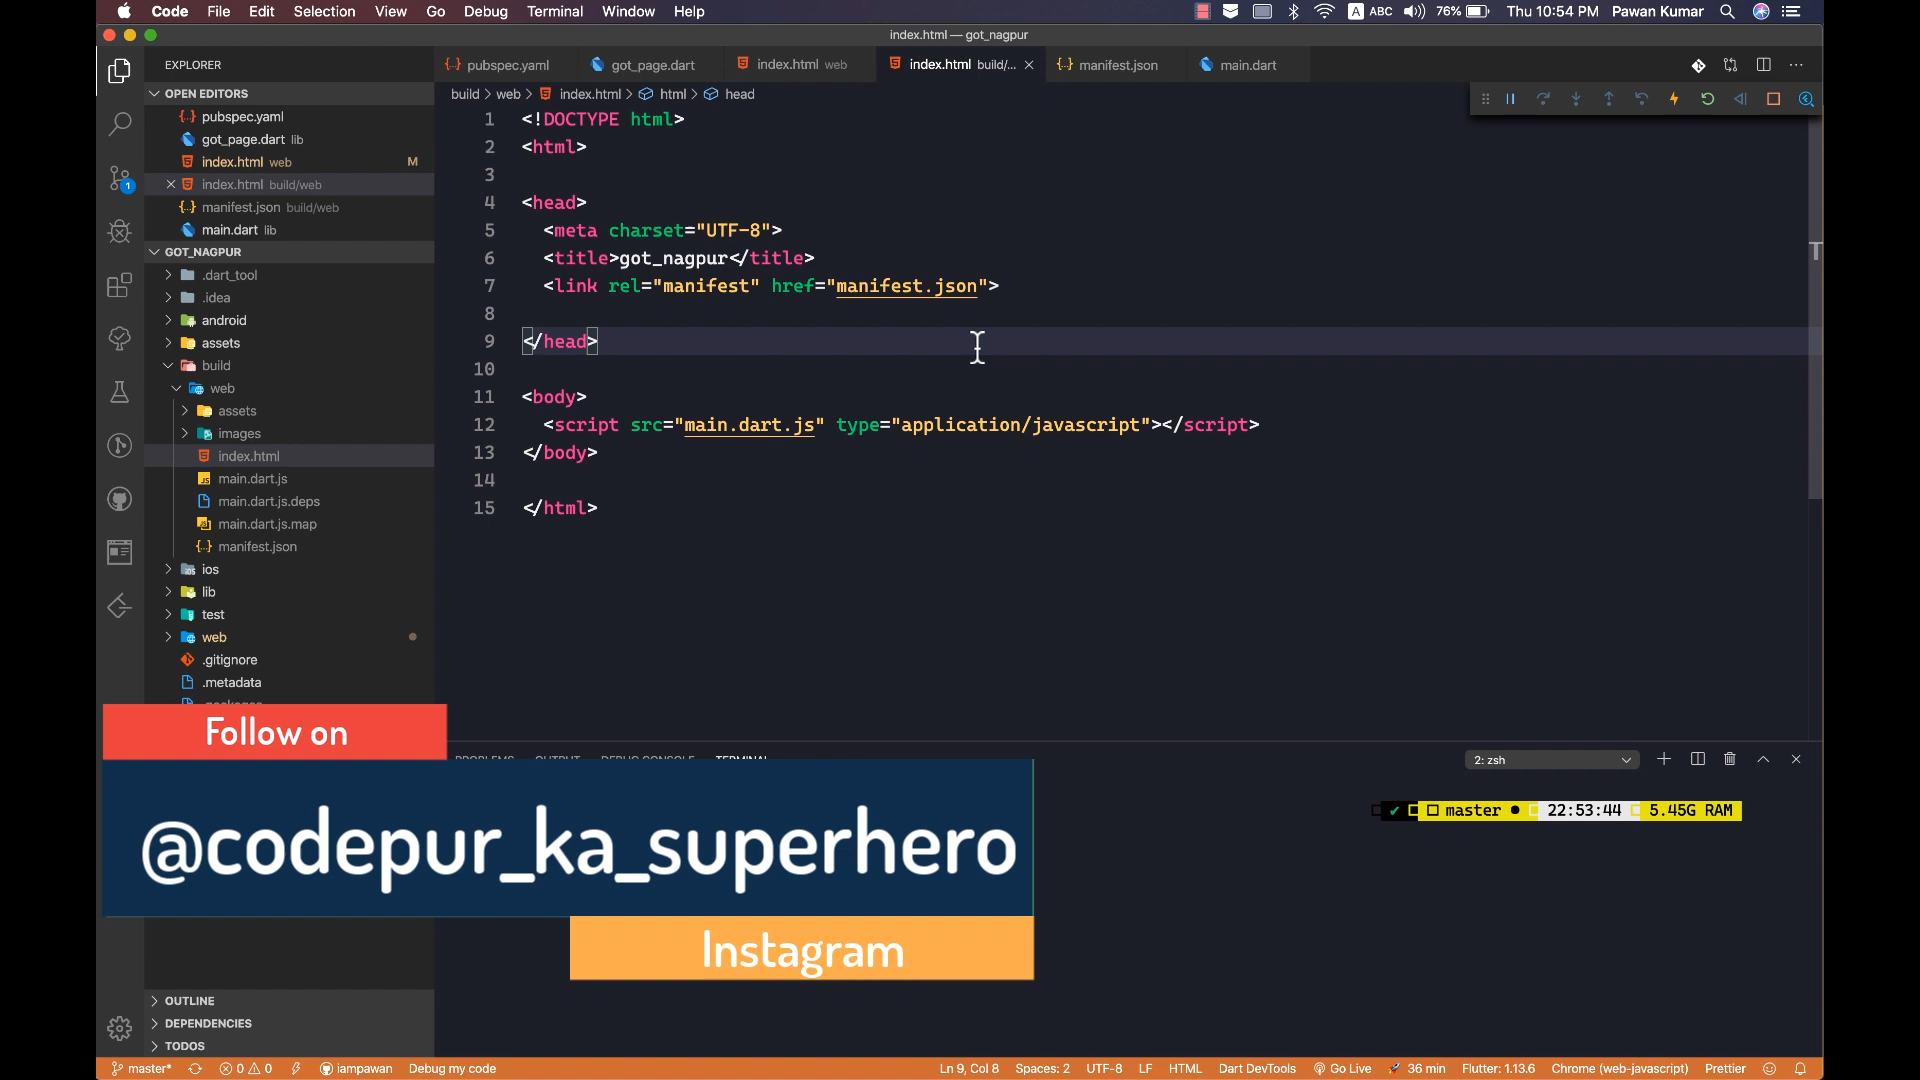 Code File Edit Selection View Go Debug Terminal Window Help
A ABC 76% Thu 10:54 PM Pawan Kumar
index.html — got_nagpur
EXPLORER
pubspec.yaml got_page.dart index.html web index.html build/... manifest.json main.dart
build > web > index.html > html > head
OPEN EDITORS
pubspec.yaml
got_page.dart lib
index.html web M
index.html build/web
manifest.json build/web
main.dart lib
GOT_NAGPUR
.dart_tool
.idea
android
assets
build
web
assets
images
index.html
main.dart.js
main.dart.js.deps
main.dart.js.map
manifest.json
ios
lib
test
web
.gitignore
.metadata
1 <!DOCTYPE html>
2 <html>
3
4 <head>
5 <meta charset="UTF-8">
6 <title>got_nagpur</title>
7 <link rel="manifest" href="manifest.json">
8
9 </head>
10
11 <body>
12 <script src="main.dart.js" type="application/javascript"></script>
13 </body>
14
15 </html>
1
Follow on
@codepur_ka_superhero
Instagram
2: zsh
master 22:53:44 5.45G RAM
OUTLINE
DEPENDENCIES
TODOS
master* 0 0 iampawan Debug my code Ln 9, Col 8 Spaces: 2 UTF-8 LF HTML Dart DevTools Go Live 36 min Flutter: 1.13.6 Chrome (web-javascript) Prettier